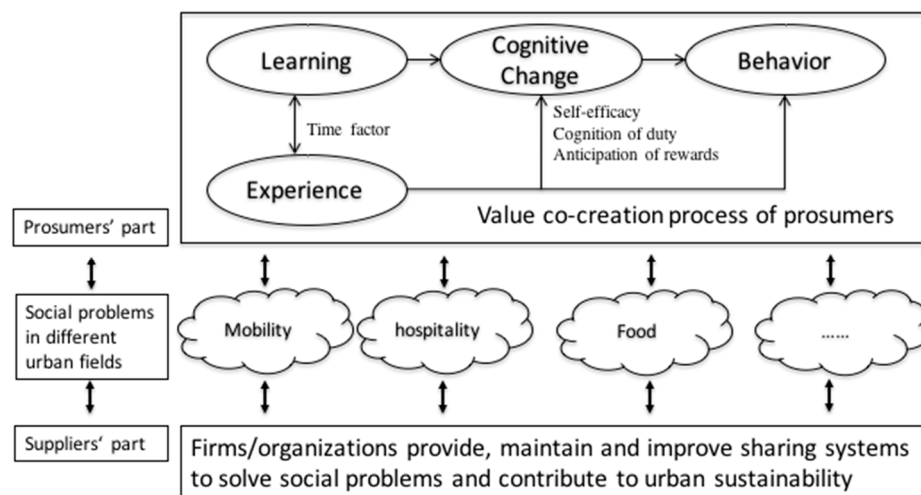 Learning
Cognitive
Change
Behavior
Time factor
Self-efficacy
Cognition of duty
Anticipation of rewards
Experience
Value co-creation process of prosumers
Prosumers‘ part
Social problems
in different
urban fields
Mobility
hospitality
Food
......
Suppliers‘ part
Firms/organizations provide, maintain and improve sharing systems
to solve social problems and contribute to urban sustainability